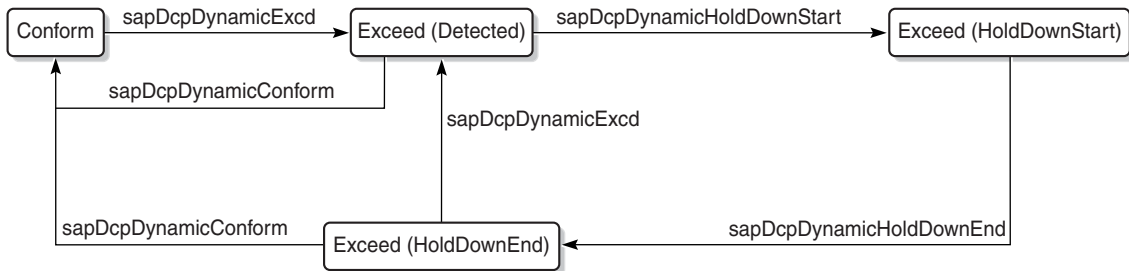 Conform
sapDcpDynamicExcd
Exceed (Detected)
sapDcpDynamicHoldDownStart
Exceed (HoldDownStart)
sapDcpDynamicConform
sapDcpDynamicExcd
sapDcpDynamicConform
Exceed (HoldDownEnd)
sapDcpDynamicHoldDownEnd